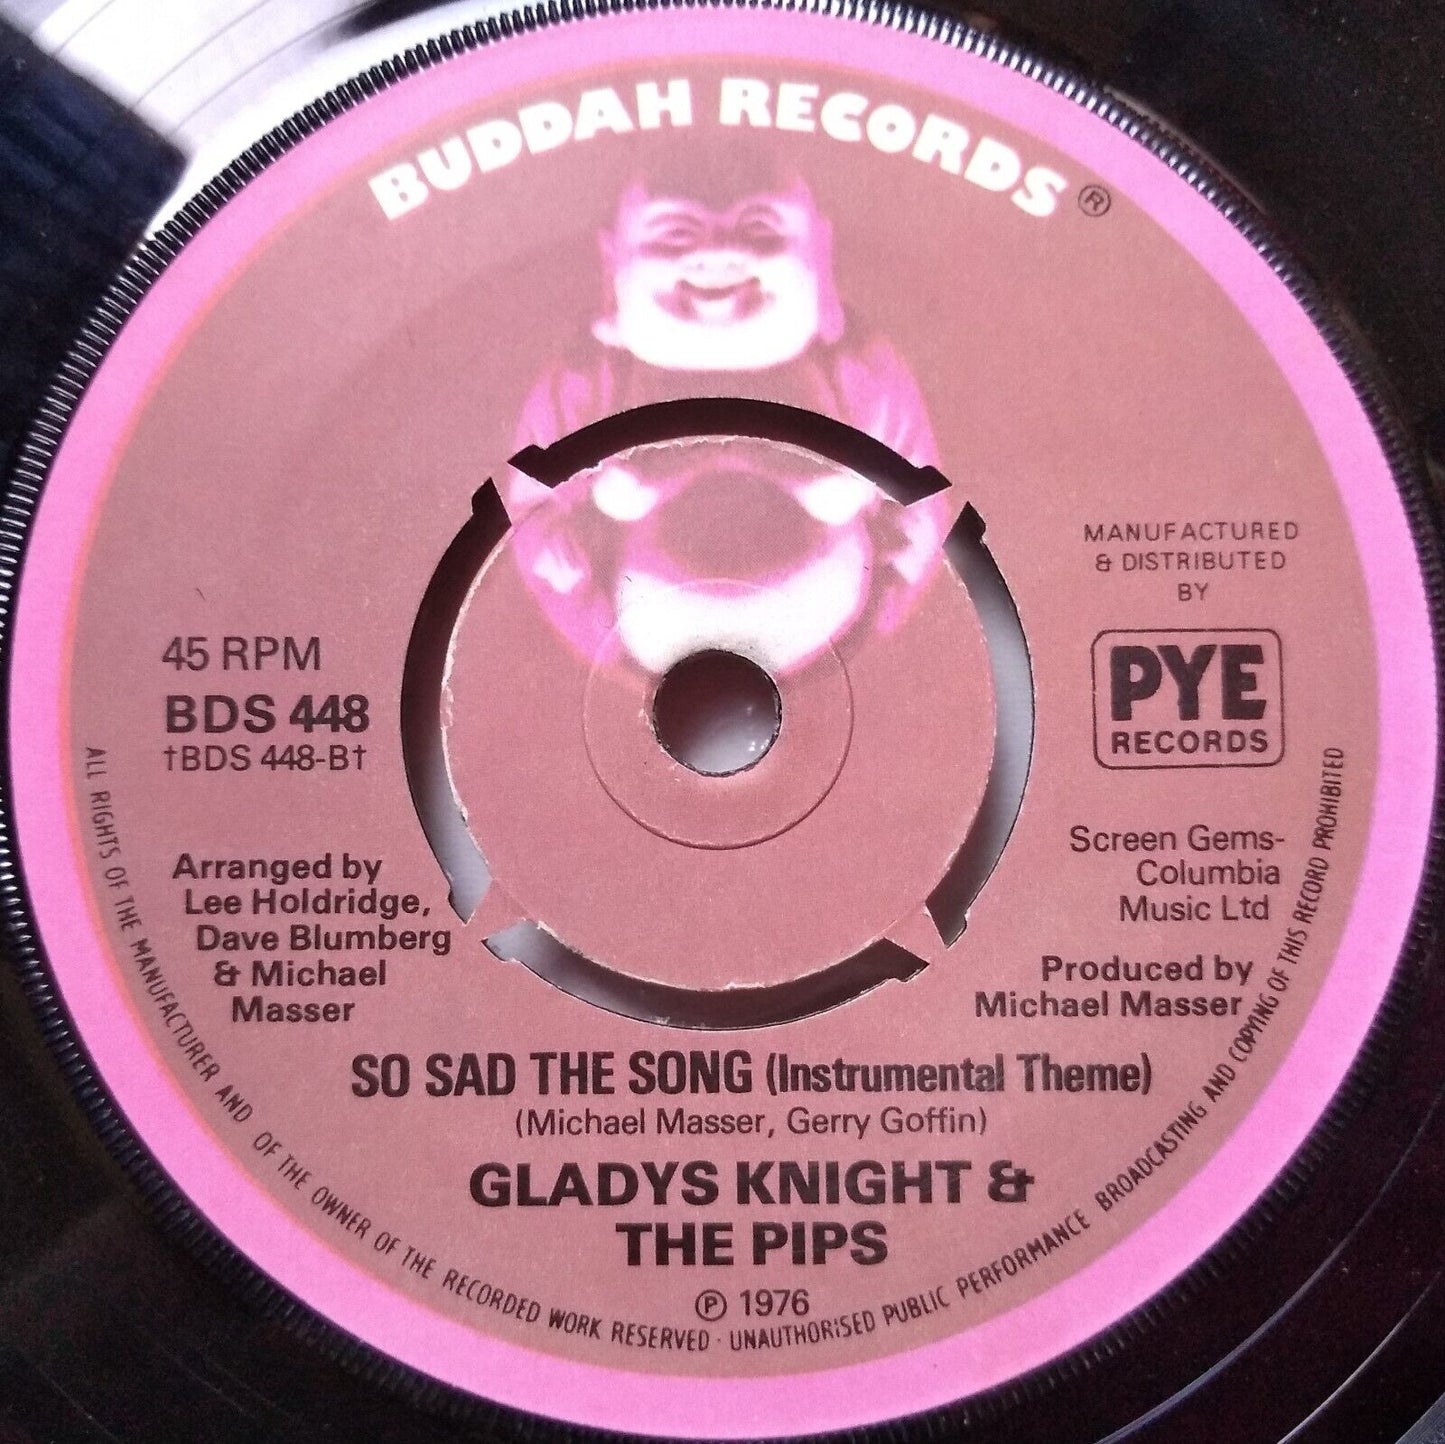 BUDDAH RECORDS ®
MANUFACTURED
& DISTRIBUTED
BY
PYE
RECORDS
45 RPM
BDS 448
†BDS 448-B†
Screen Gems-
Columbia
Music Ltd
Arranged by
Lee Holdridge,
Dave Blumberg
& Michael
Masser
Produced by
Michael Masser
SO SAD THE SONG (Instrumental Theme)
(Michael Masser, Gerry Goffin)
GLADYS KNIGHT &
THE PIPS
℗ 1976
ALL RIGHTS OF THE MANUFACTURER AND OF THE OWNER OF THE RECORDED WORK RESERVED · UNAUTHORISED PUBLIC PERFORMANCE BROADCASTING AND COPYING OF THIS RECORD PROHIBITED